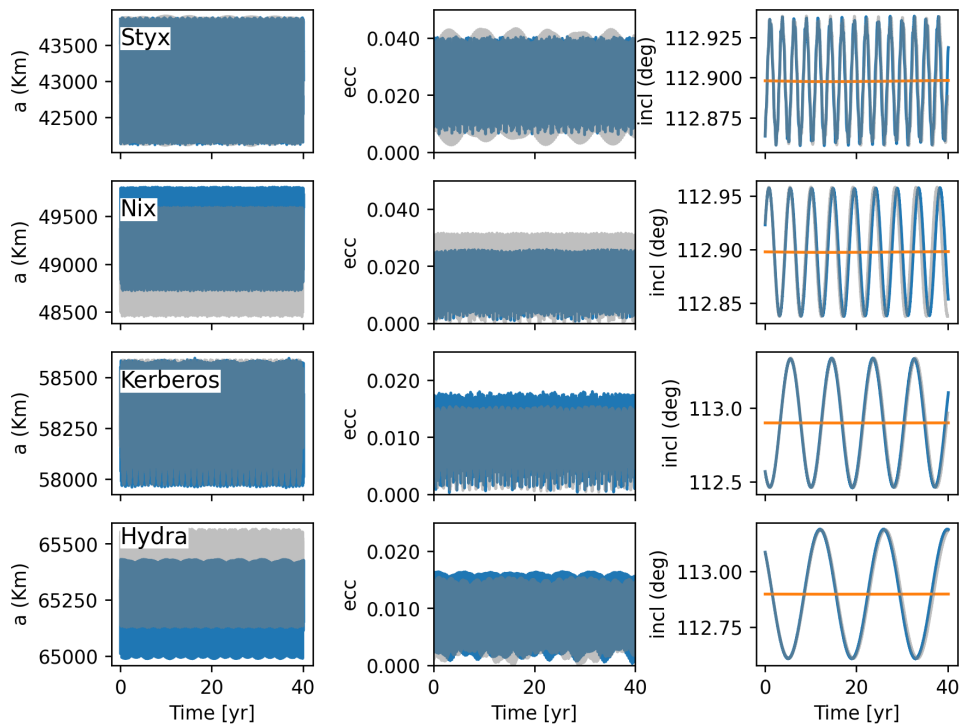 43500
43000
42500
a (Km)
Styx
0.040
0.020
0.000
ecc
112.925
112.900
112.875
incl (deg)
49500
49000
48500
a (Km)
Nix
0.040
0.020
0.000
ecc
112.95
112.90
112.85
incl (deg)
58500
58250
58000
a (Km)
Kerberos
0.020
0.010
0.000
ecc
113.0
112.5
incl (deg)
65500
65250
65000
a (Km)
Hydra
0.020
0.010
0.000
ecc
113.00
112.75
incl (deg)
0 20 40
Time [yr]
0 20 40
Time [yr]
0 20 40
Time [yr]